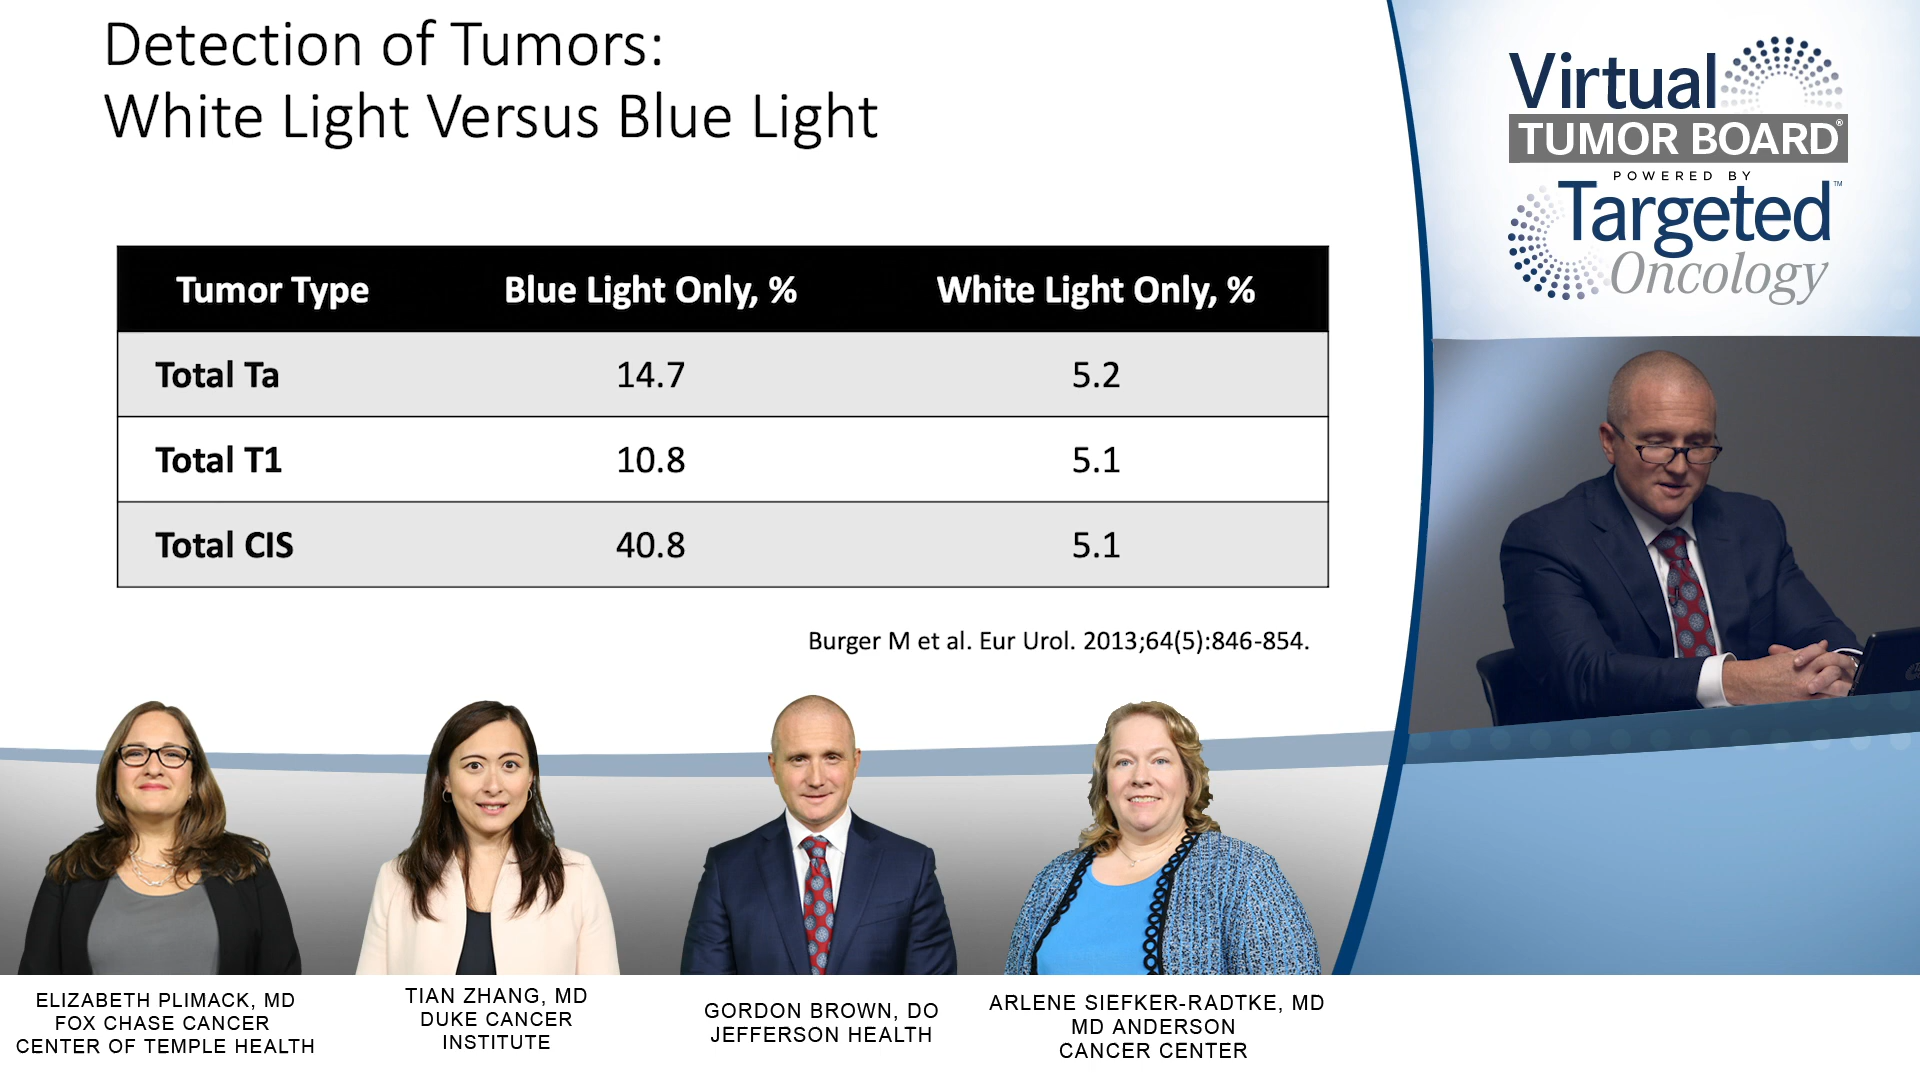 Detection of Tumors:
White Light Versus Blue Light
Tumor Type Blue Light Only, % White Light Only, %
Total Ta 14.7 5.2
Total T1 10.8 5.1
Total CIS 40.8 5.1
Burger M et al. Eur Urol. 2013;64(5):846-854.
Virtual
TUMOR BOARD®
POWERED BY
Targeted™
Oncology
ELIZABETH PLIMACK, MD
FOX CHASE CANCER
CENTER OF TEMPLE HEALTH
TIAN ZHANG, MD
DUKE CANCER
INSTITUTE
GORDON BROWN, DO
JEFFERSON HEALTH
ARLENE SIEFKER-RADTKE, MD
MD ANDERSON
CANCER CENTER